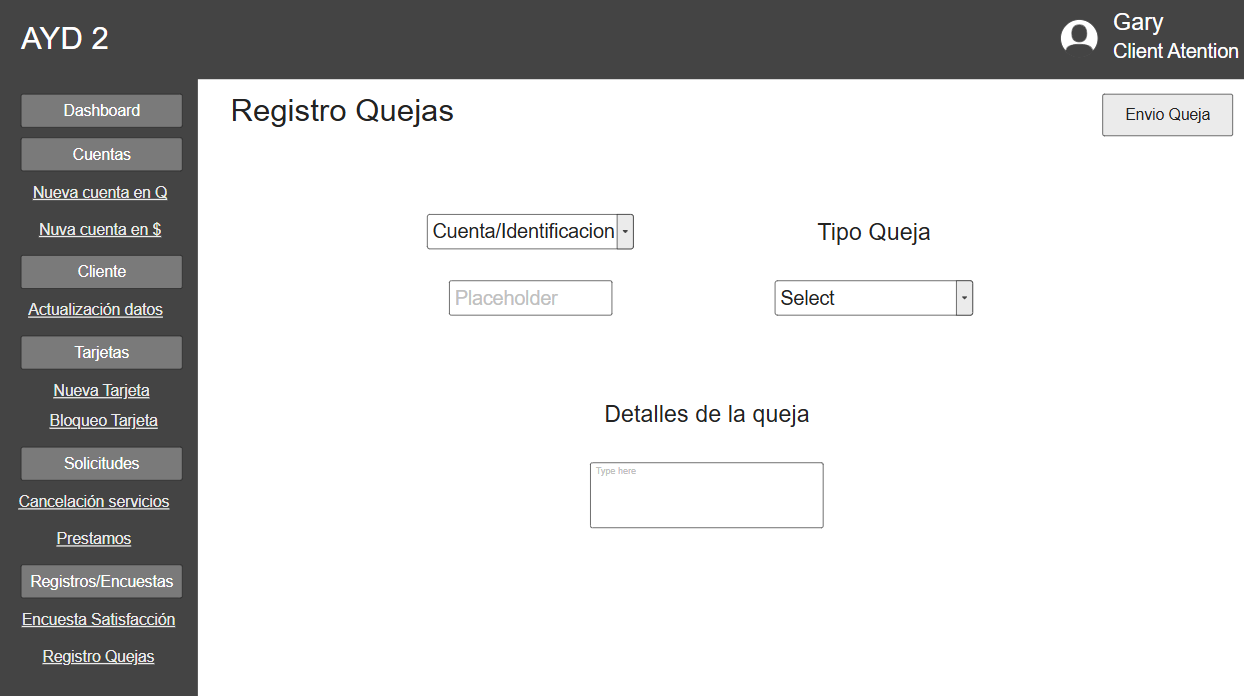 AYD 2
Gary
Client Atention
Dashboard
Cuentas
Nueva cuenta en Q
Nuva cuenta en $
Cliente
Actualización datos
Tarjetas
Nueva Tarjeta
Bloqueo Tarjeta
Solicitudes
Cancelación servicios
Prestamos
Registros/Encuestas
Encuesta Satisfacción
Registro Quejas
Registro Quejas
Envio Queja
Cuenta/Identificacion
Tipo Queja
Placeholder
Select
Detalles de la queja
Type here